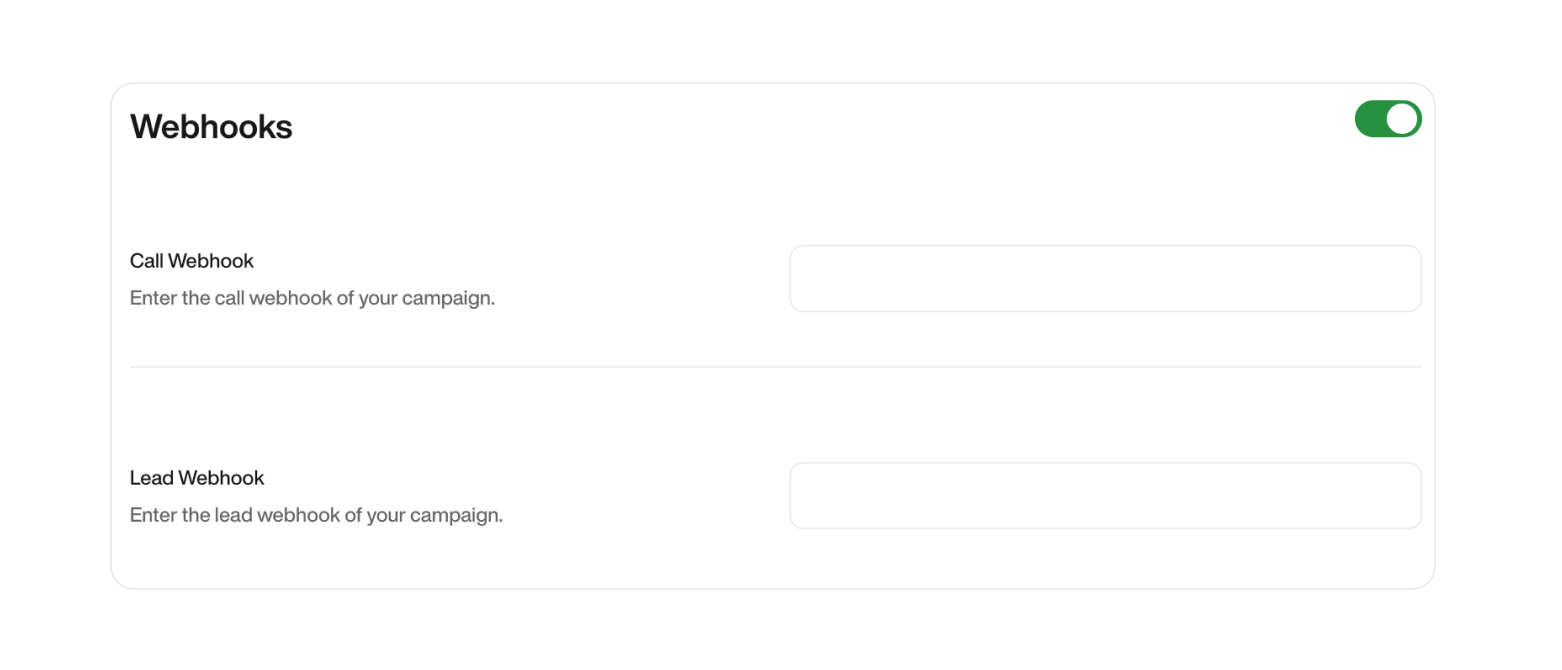 Webhooks
Call Webhook
Enter the call webhook of your campaign.
Lead Webhook
Enter the lead webhook of your campaign.